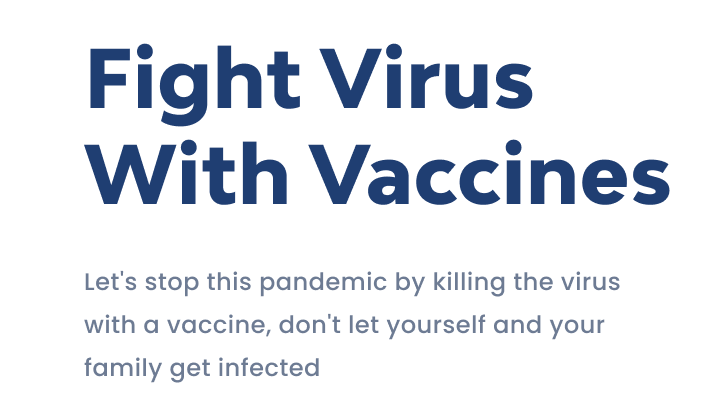 Fight Virus
With Vaccines
Let's stop this pandemic by killing the virus
with a vaccine, don't let yourself and your
family get infected